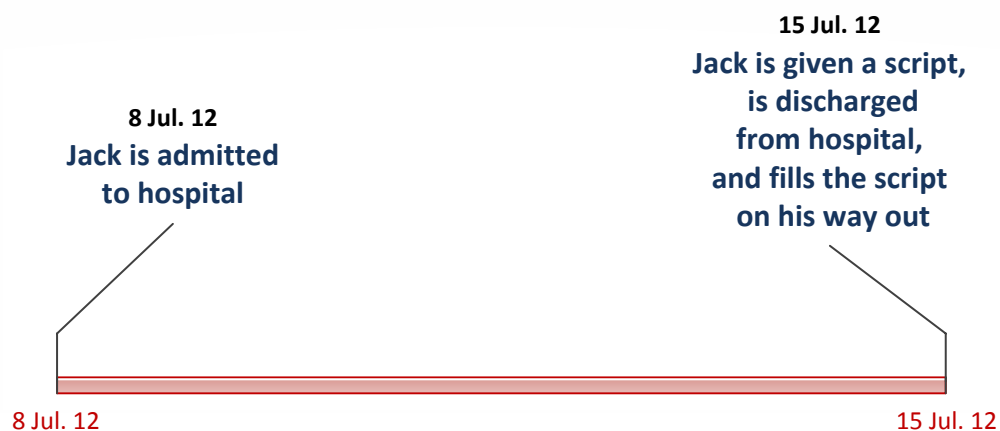 15 Jul. 12
Jack is given a script,
is discharged
from hospital,
and fills the script
on his way out
8 Jul. 12
Jack is admitted
to hospital
8 Jul. 12
15 Jul. 12